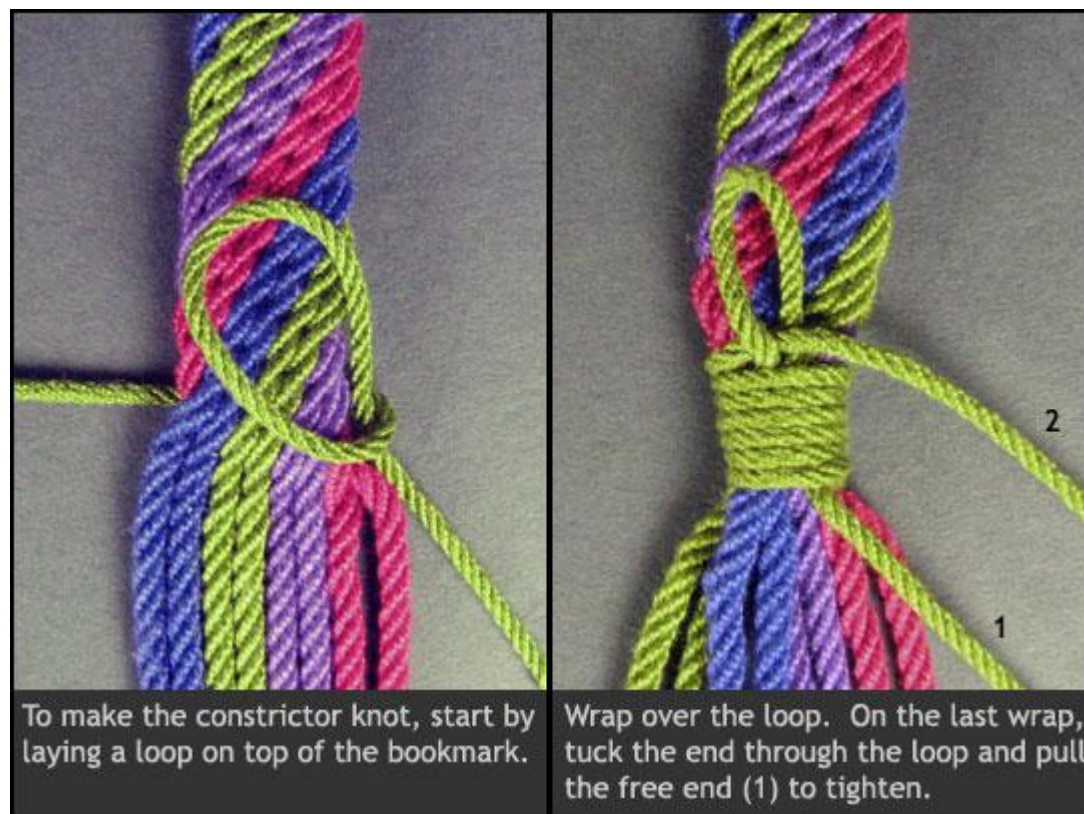 To make the constrictor knot, start by
laying a loop on top of the bookmark.
2
1
Wrap over the loop. On the last wrap,
tuck the end through the loop and pull
the free end (1) to tighten.